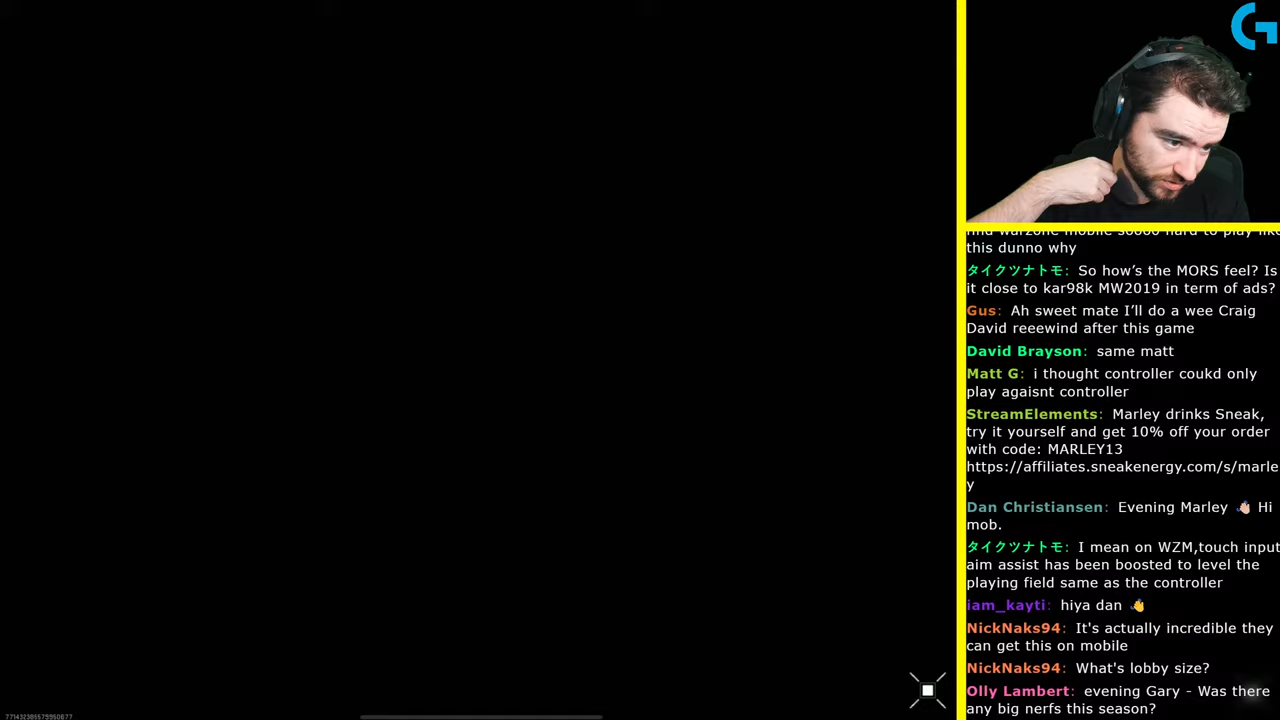 this dunno why
タイクツナトモ: So how's the MORS feel? Is
it close to kar98k MW2019 in term of ads?
Gus: Ah sweet mate I'll do a wee Craig
David reeewind after this game
David Brayson: same matt
Matt G: i thought controller coukd only
play agaisnt controller
StreamElements: Marley drinks Sneak,
try it yourself and get 10% off your order
with code: MARLEY13
https://affiliates.sneakenergy.com/s/marle
y
Dan Christiansen: Evening Marley 👋🏻 Hi
mob.
タイクツナトモ: I mean on WZM,touch input
aim assist has been boosted to level the
playing field same as the controller
iam_kayti: hiya dan 👋
NickNaks94: It's actually incredible they
can get this on mobile
NickNaks94: What's lobby size?
Olly Lambert: evening Gary - Was there
any big nerfs this season?